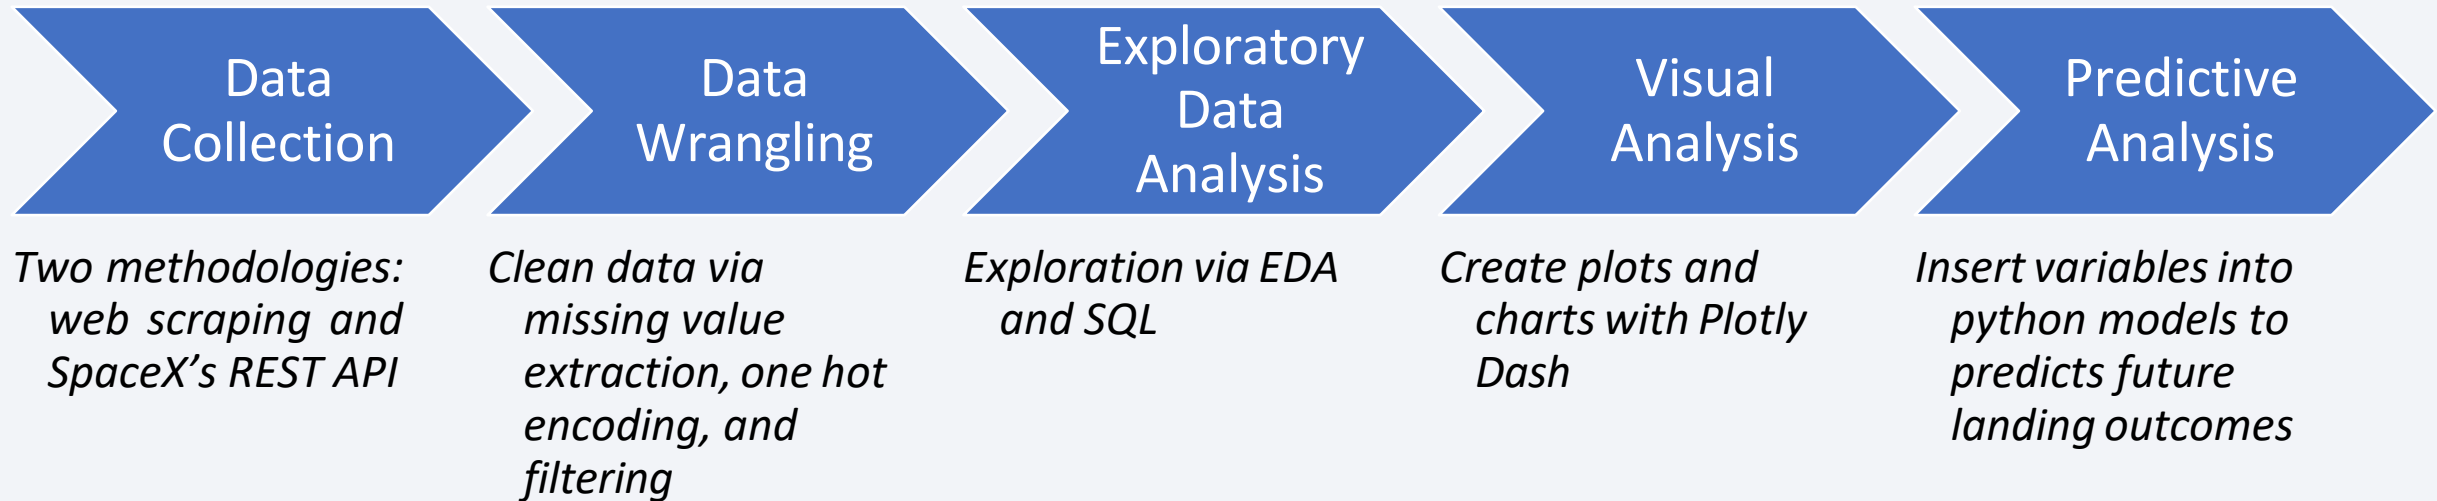 Data
Collection
Data
Wrangling
Exploratory
Data
Analysis
Visual
Analysis
Predictive
Analysis
Two methodologies:
web scraping and
SpaceX’s REST API
Clean data via
missing value
extraction, one hot
encoding, and
filtering
Exploration via EDA
and SQL
Create plots and
charts with Plotly
Dash
Insert variables into
python models to
predicts future
landing outcomes